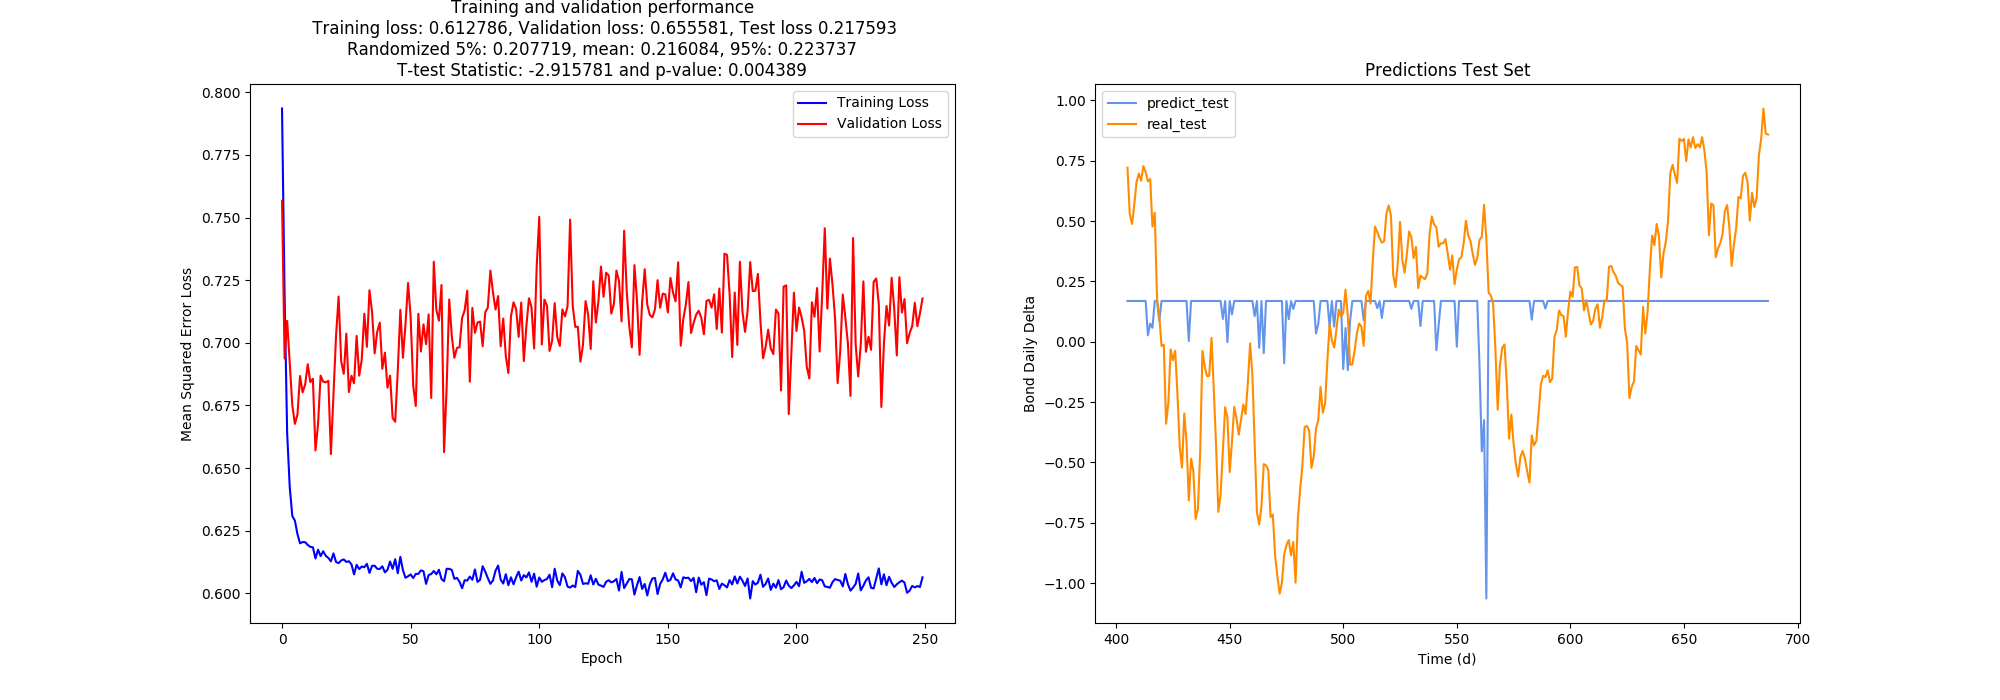 Training and validation performance
Training loss: 0.612786, Validation loss: 0.655581, Test loss 0.217593
Randomized 5%: 0.207719, mean: 0.216084, 95%: 0.223737
T-test Statistic: -2.915781 and p-value: 0.004389
Mean Squared Error Loss
0.800
0.775
0.750
0.725
0.700
0.675
0.650
0.625
0.600
Training Loss
Validation Loss
0 50 100 150 200 250
Epoch
Predictions Test Set
Bond Daily Delta
1.00
0.75
0.50
0.25
0.00
−0.25
−0.50
−0.75
−1.00
predict_test
real_test
400 450 500 550 600 650 700
Time (d)